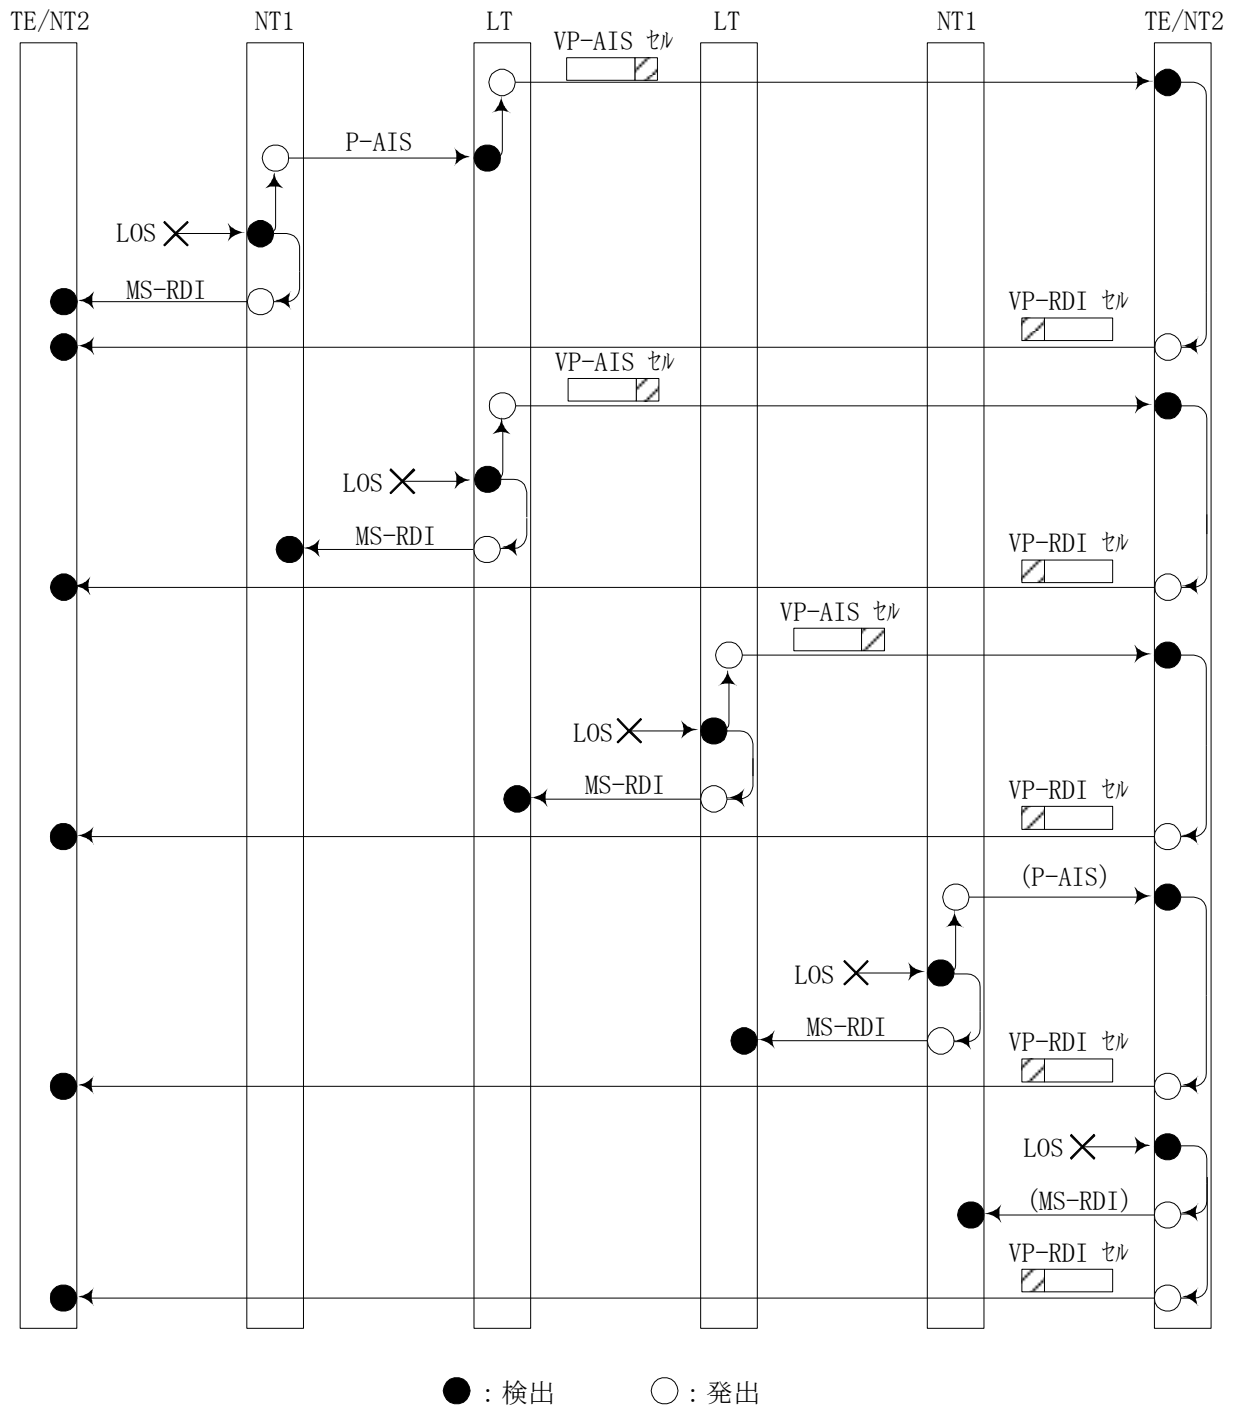 TE/NT2 NT1 LT LT NT1 TE/NT2
VP-AIS ｾﾙ
P-AIS
LOS
MS-RDI
VP-RDI ｾﾙ
VP-AIS ｾﾙ
LOS
MS-RDI
VP-RDI ｾﾙ
VP-AIS ｾﾙ
LOS
MS-RDI
VP-RDI ｾﾙ
(P-AIS)
LOS
MS-RDI
VP-RDI ｾﾙ
LOS
(MS-RDI)
VP-RDI ｾﾙ
●：検出 ○：発出